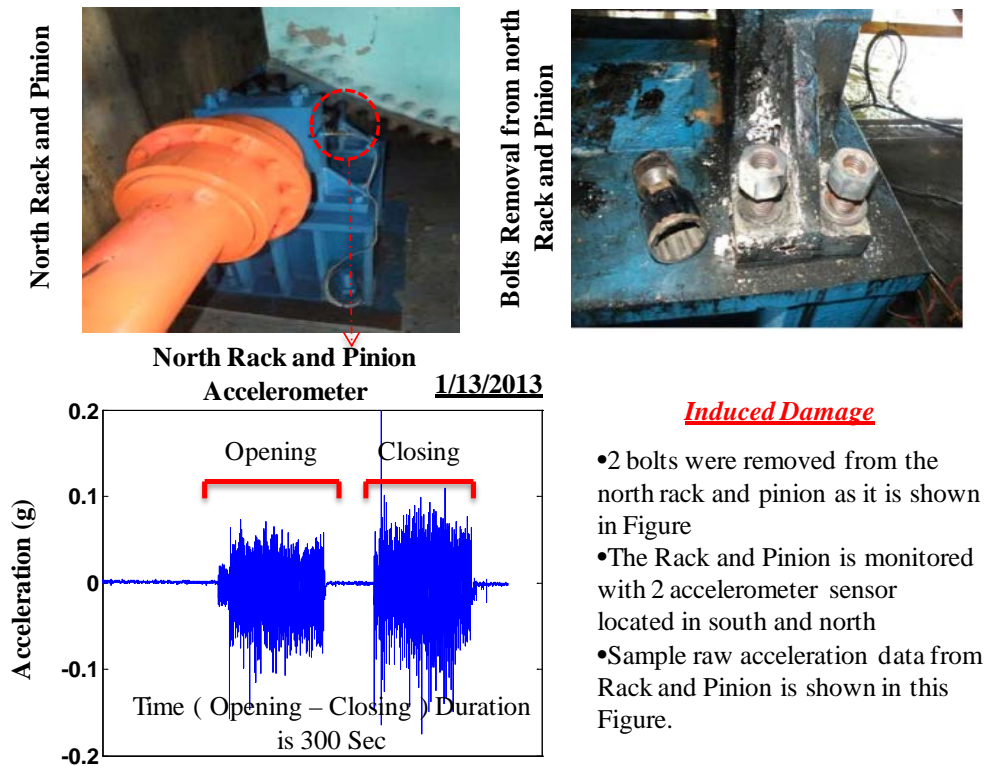 North Rack and Pinion
Bolts Removal from north
Rack and Pinion
North Rack and Pinion
Accelerometer
1/13/2013
0.2
0.1
0
-0.1
-0.2
Acceleration (g)
Opening
Closing
Time ( Opening – Closing ) Duration
is 300 Sec
Induced Damage
•2 bolts were removed from the
north rack and pinion as it is shown
in Figure
•The Rack and Pinion is monitored
with 2 accelerometer sensor
located in south and north
•Sample raw acceleration data from
Rack and Pinion is shown in this
Figure.